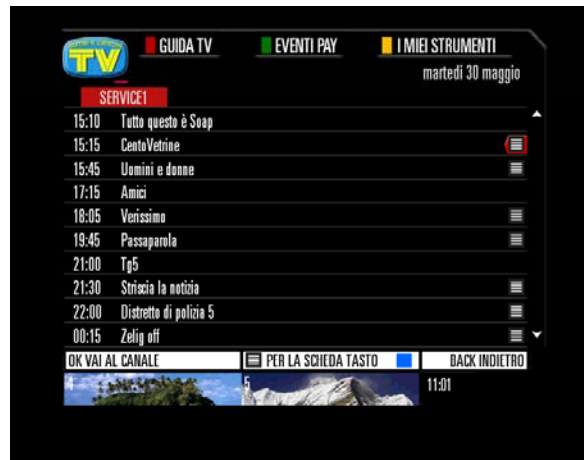 TV
GUIDA TV EVENTI PAY I MIEI STRUMENTI
martedì 30 maggio
SERVICE1
15:10 Tutto questo è Soap
15:15 CentoVetrine
15:45 Uomini e donne
17:15 Amici
18:05 Verissimo
19:45 Passaparola
21:00 Tg5
21:30 Striscia la notizia
22:00 Distretto di polizia 5
00:15 Zelig off
OK VAI AL CANALE PER LA SCHEDA TASTO BACK INDIETRO
4 5 11:01